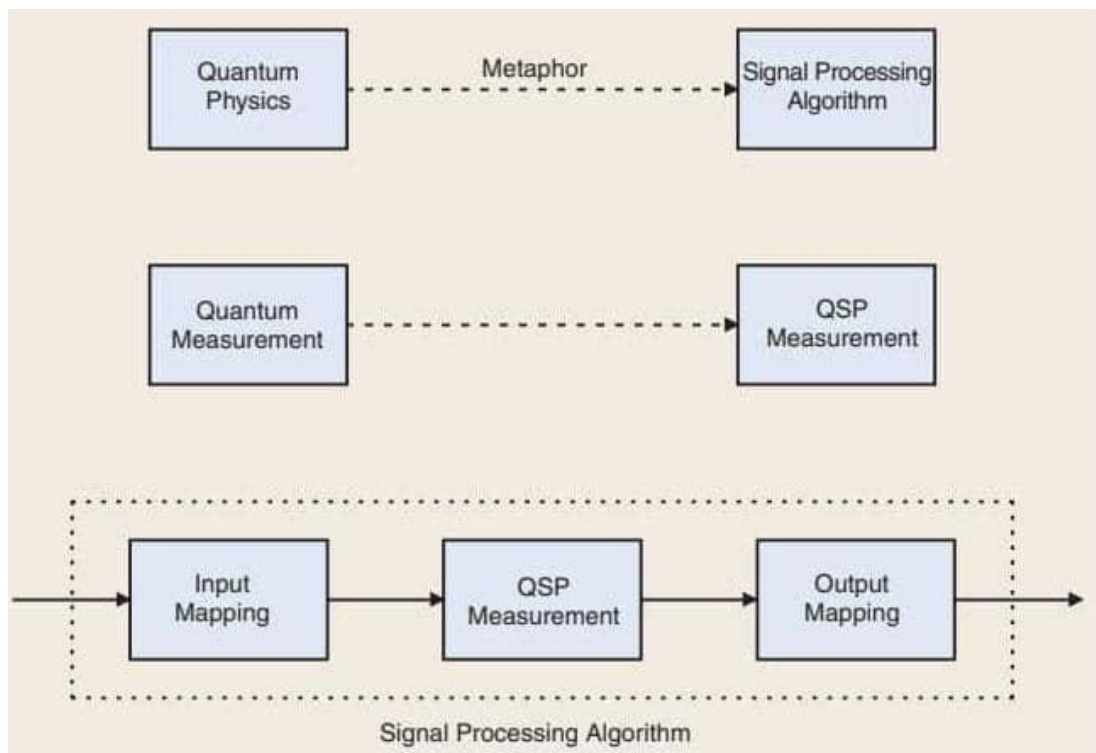 Quantum
Physics
Metaphor
Signal Processing
Algorithm
Quantum
Measurement
QSP
Measurement
Input
Mapping
QSP
Measurement
Output
Mapping
Signal Processing Algorithm